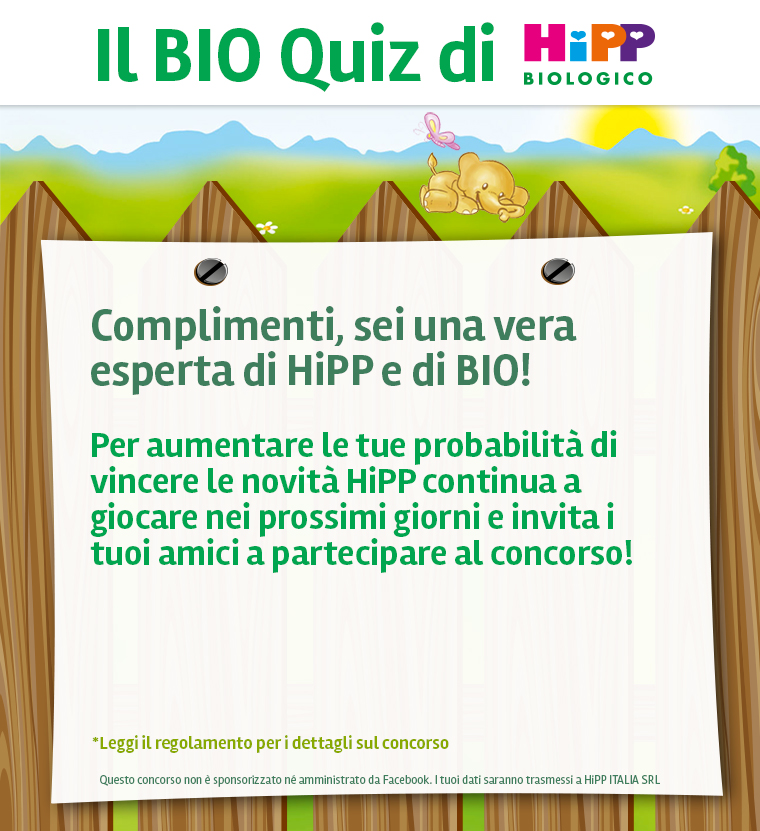 Il BIO Quiz di HiPP
BIOLOGICO
Complimenti, sei una vera
esperta di HiPP e di BIO!
Per aumentare le tue probabilità di
vincere le novità HiPP continua a
giocare nei prossimi giorni e invita i
tuoi amici a partecipare al concorso!
*Leggi il regolamento per i dettagli sul concorso
Questo concorso non è sponsorizzato né amministrato da Facebook. I tuoi dati saranno trasmessi a HiPP ITALIA SRL